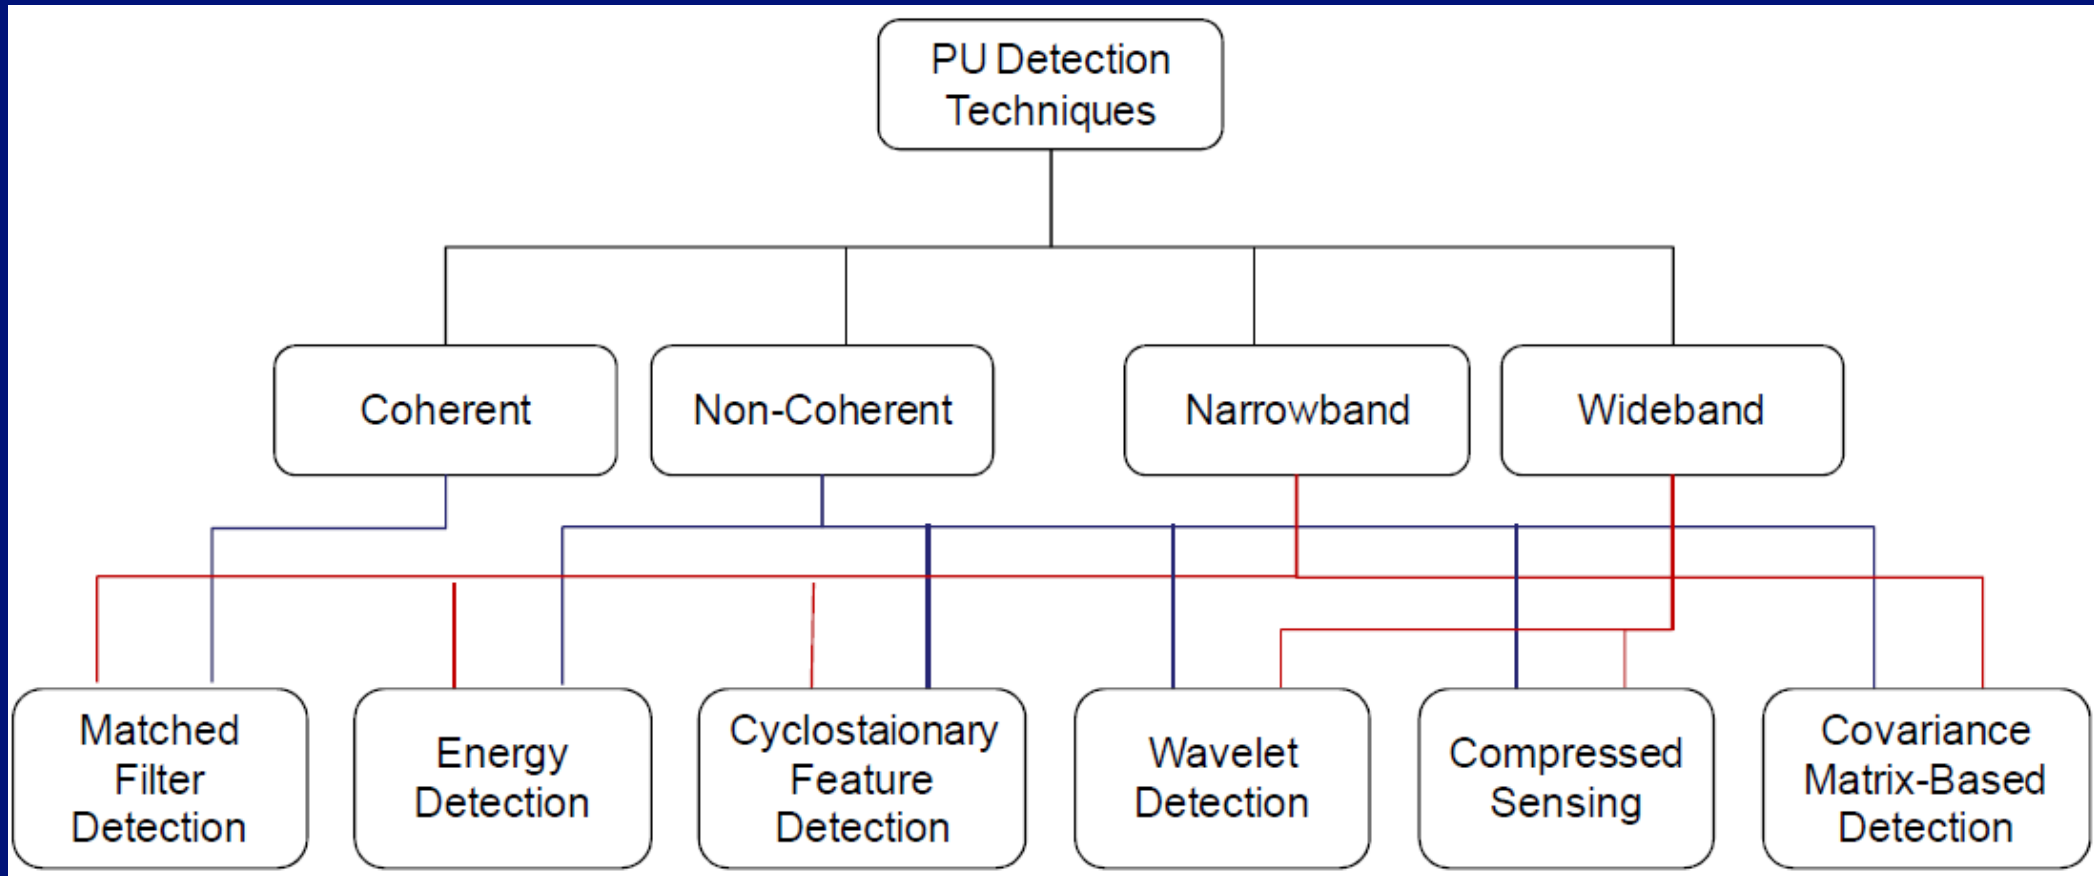 PU Detection
Techniques
Coherent
Non-Coherent
Narrowband
Wideband
Matched
Filter
Detection
Energy
Detection
Cyclostaionary
Feature
Detection
Wavelet
Detection
Compressed
Sensing
Covariance
Matrix-Based
Detection